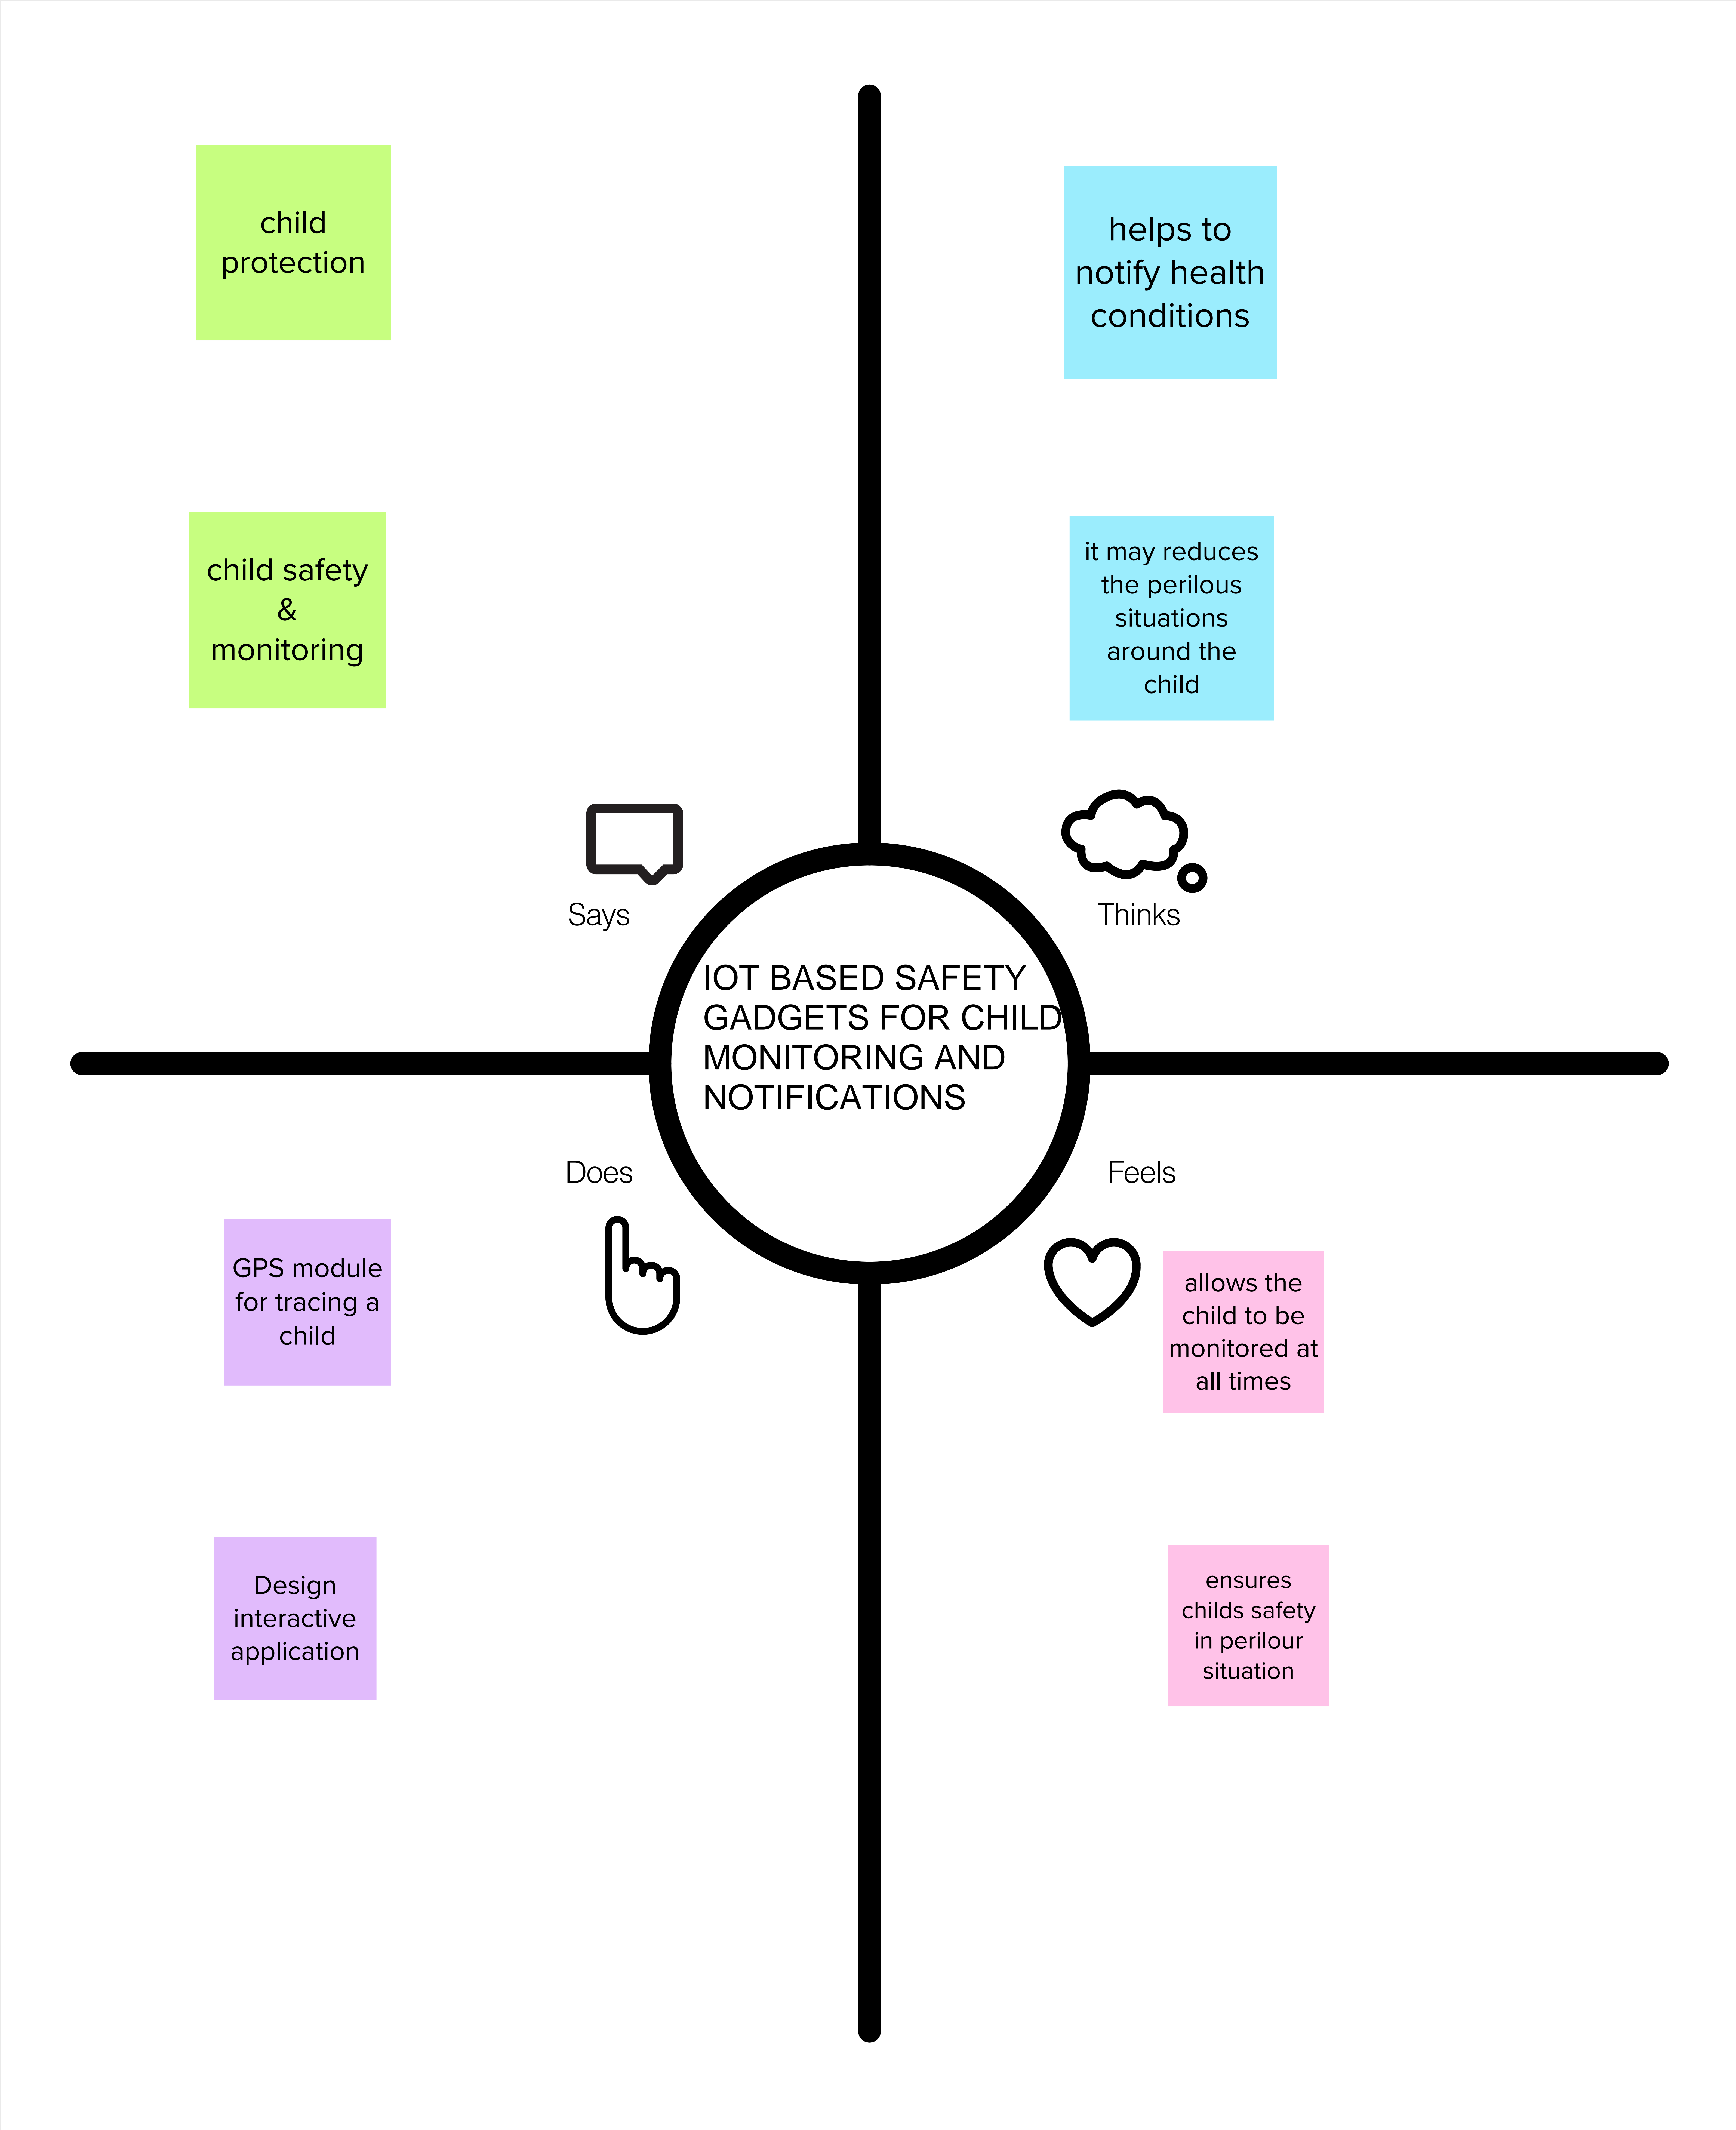 child
protection
child safety
&
monitoring
Says
helps to
notify health
conditions
it may reduces
the perilous
situations
around the
child
Thinks
IOT BASED SAFETY
GADGETS FOR CHILD
MONITORING AND
NOTIFICATIONS
Does
GPS module
for tracing a
child
Design
interactive
application
Feels
allows the
child to be
monitored at
all times
ensures
childs safety
in perilour
situation